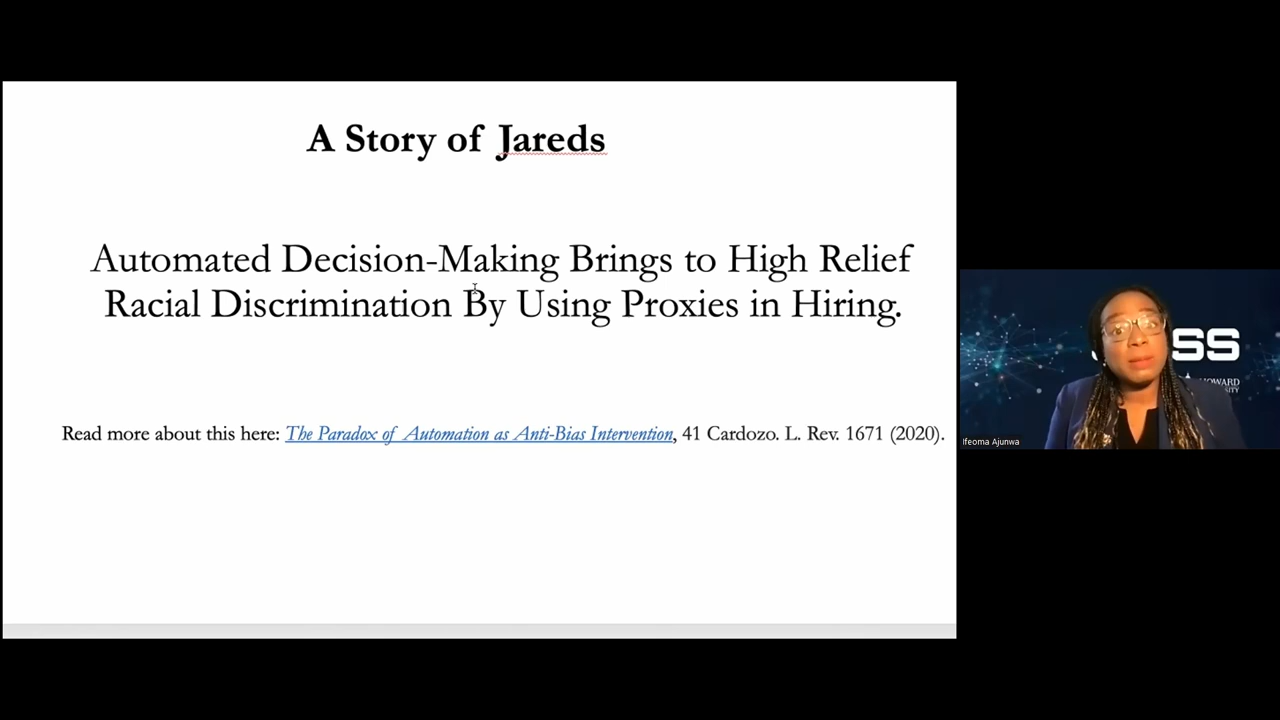 A Story of Jareds
Automated Decision-Making Brings to High Relief
Racial Discrimination By Using Proxies in Hiring.
Read more about this here: The Paradox of Automation as Anti-Bias Intervention, 41 Cardozo. L. Rev. 1671 (2020).
SS
HOWARD
Ifeoma Ajunwa